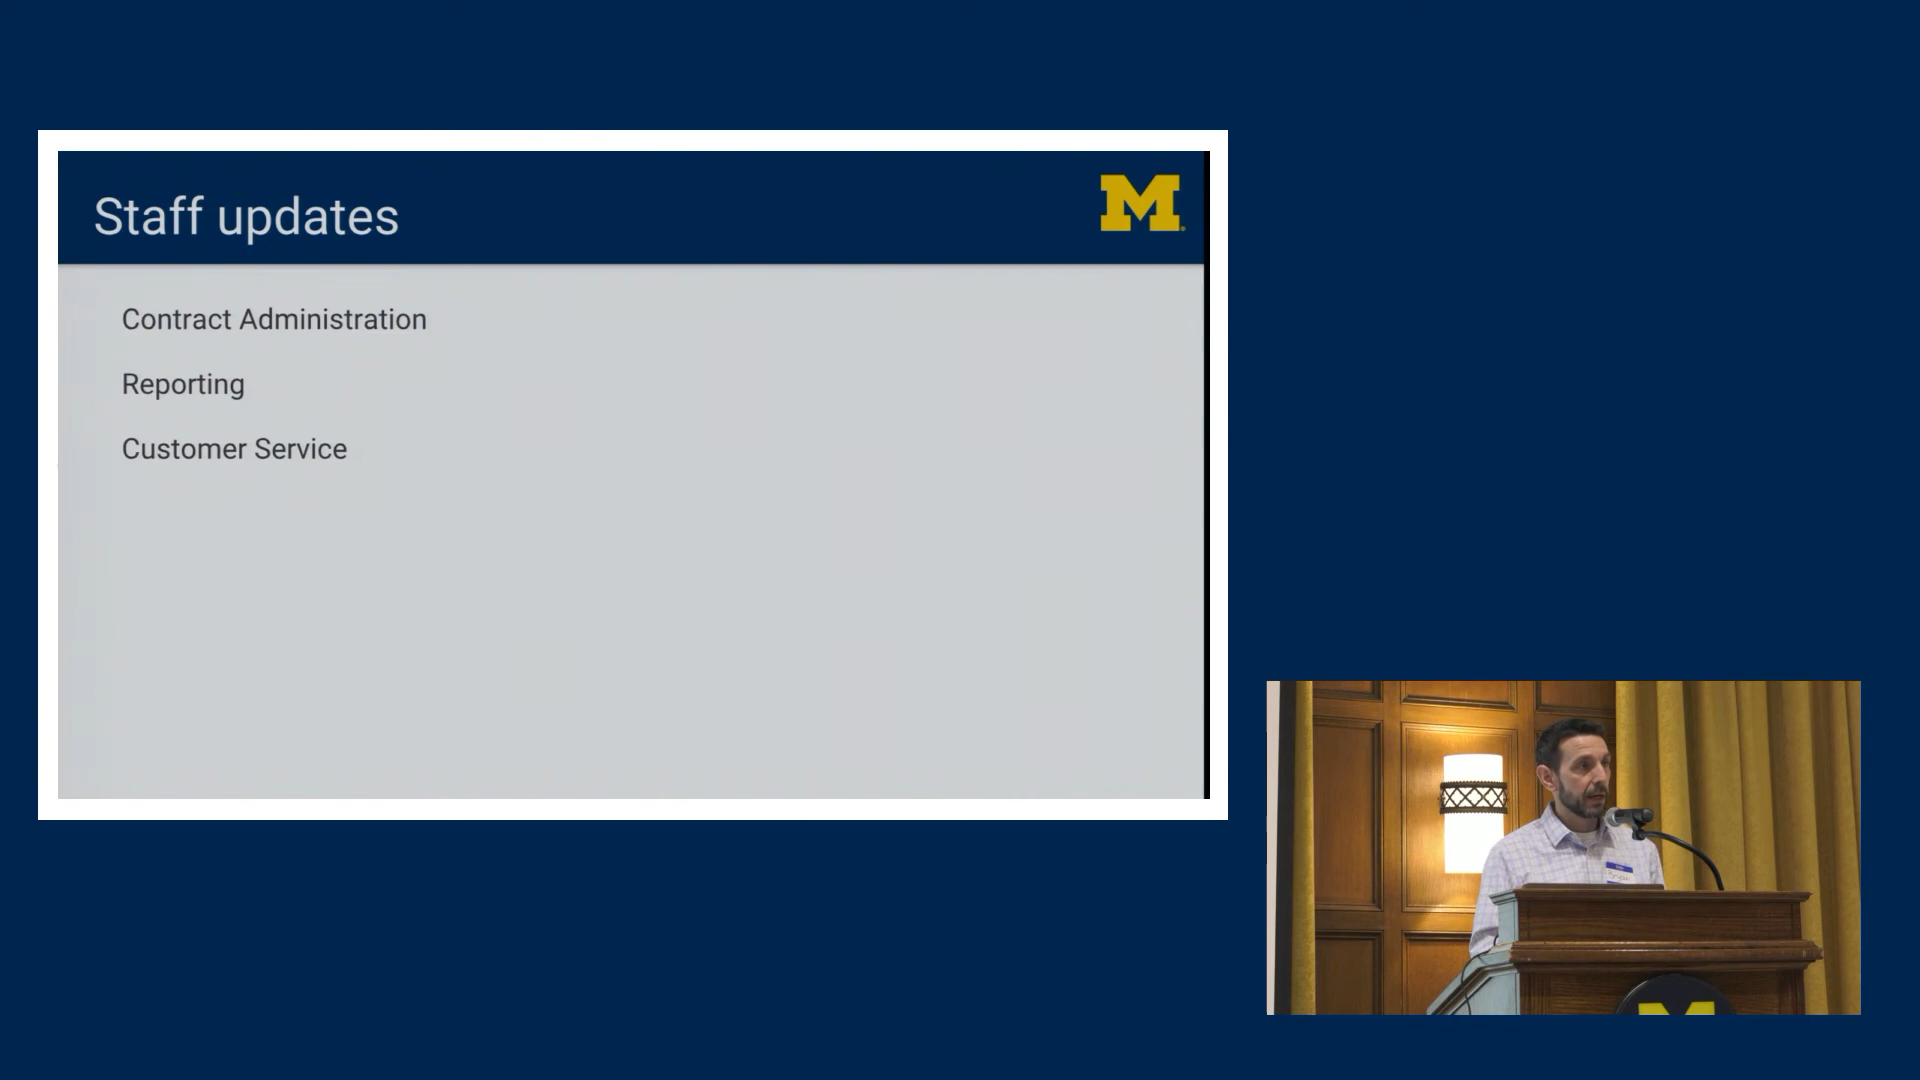 Staff updates
M
Contract Administration
Reporting
Customer Service
M